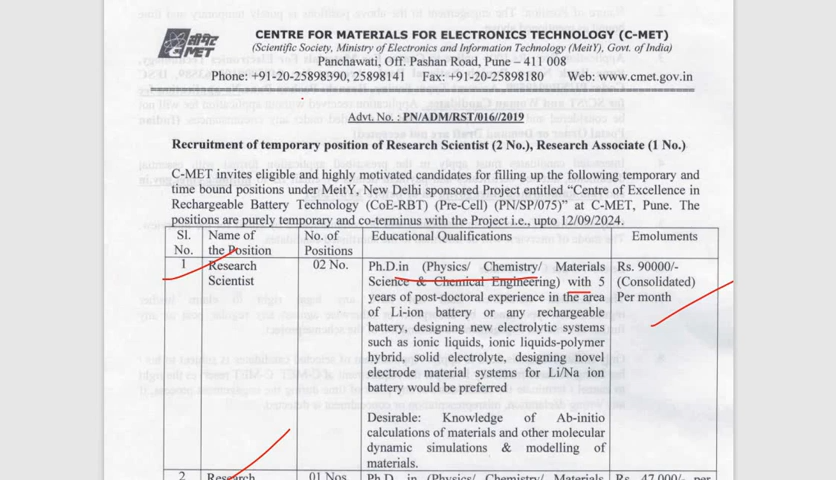 सीमेट
C-MET
CENTRE FOR MATERIALS FOR ELECTRONICS TECHNOLOGY (C-MET)
(Scientific Society, Ministry of Electronics and Information Technology (MeitY), Govt. of India)
Panchawati, Off. Pashan Road, Pune – 411 008
Phone: +91-20-25898390, 25898141 Fax: +91-20-25898180 Web: www.cmet.gov.in
Advt. No. : PN/ADM/RST/016//2019
Recruitment of temporary position of Research Scientist (2 No.), Research Associate (1 No.)
C-MET invites eligible and highly motivated candidates for filling up the following temporary and
time bound positions under MeitY, New Delhi sponsored Project entitled “Centre of Excellence in
Rechargeable Battery Technology (CoE-RBT) (Pre-Cell) (PN/SP/075)” at C-MET, Pune. The
positions are purely temporary and co-terminus with the Project i.e., upto 12/09/2024.
Sl. No. Name of the Position No. of Positions Educational Qualifications Emoluments
1 Research Scientist 02 No. Ph.D.in (Physics/ Chemistry/ Materials Rs. 90000/-
Science & Chemical Engineering) with 5 (Consolidated)
years of post-doctoral experience in the area Per month
of Li-ion battery or any rechargeable
battery, designing new electrolytic systems
such as ionic liquids, ionic liquids-polymer
hybrid, solid electrolyte, designing novel
electrode material systems for Li/Na ion
battery would be preferred
Desirable: Knowledge of Ab-initio
calculations of materials and other molecular
dynamic simulations & modelling of
materials.
2 Research 01 Nos. Ph.D. in (Physics/ Chemistry/ Materials Rs. 47,000/- per